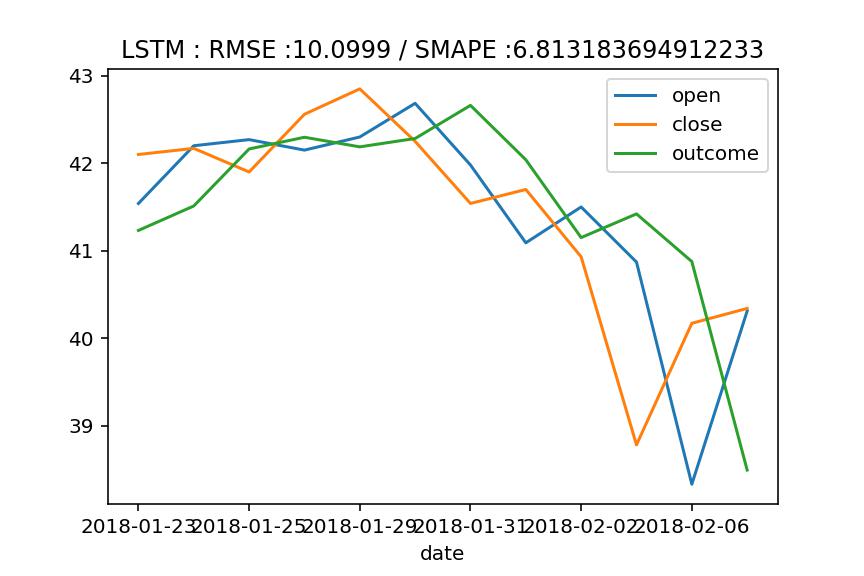 LSTM : RMSE :10.0999 / SMAPE :6.813183694912233
43
42
41
40
39
open
close
outcome
2018-01-23 2018-01-25 2018-01-29 2018-01-31 2018-02-02 2018-02-06
date